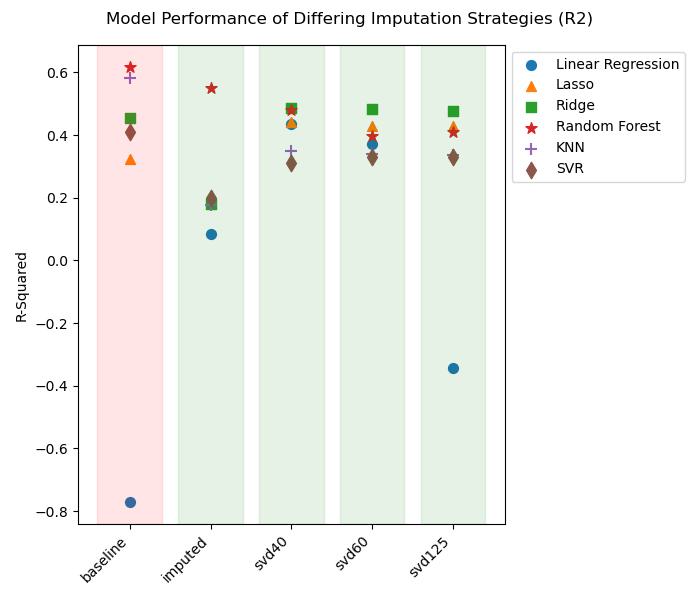 Model Performance of Differing Imputation Strategies (R2)
Linear Regression
Lasso
Ridge
Random Forest
KNN
SVR
R-Squared
0.6
0.4
0.2
0.0
−0.2
−0.4
−0.6
−0.8
baseline
imputed
svd40
svd60
svd125